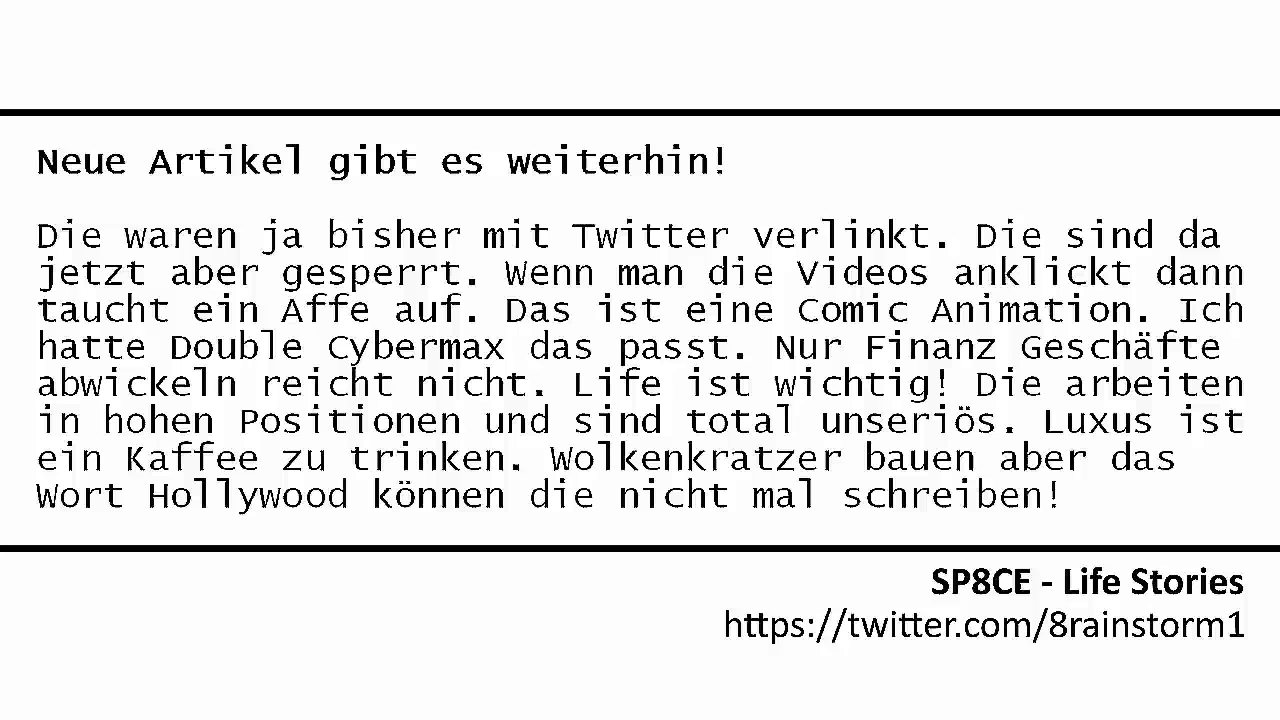 Neue Artikel gibt es weiterhin!
Die waren ja bisher mit Twitter verlinkt. Die sind da
jetzt aber gesperrt. Wenn man die Videos anklickt dann
taucht ein Affe auf. Das ist eine Comic Animation. Ich
hatte Double Cybermax das passt. Nur Finanz Geschäfte
abwickeln reicht nicht. Life ist wichtig! Die arbeiten
in hohen Positionen und sind total unseriös. Luxus ist
ein Kaffee zu trinken. Wolkenkratzer bauen aber das
Wort Hollywood können die nicht mal schreiben!
SP8CE - Life Stories
https://twitter.com/8rainstorm1